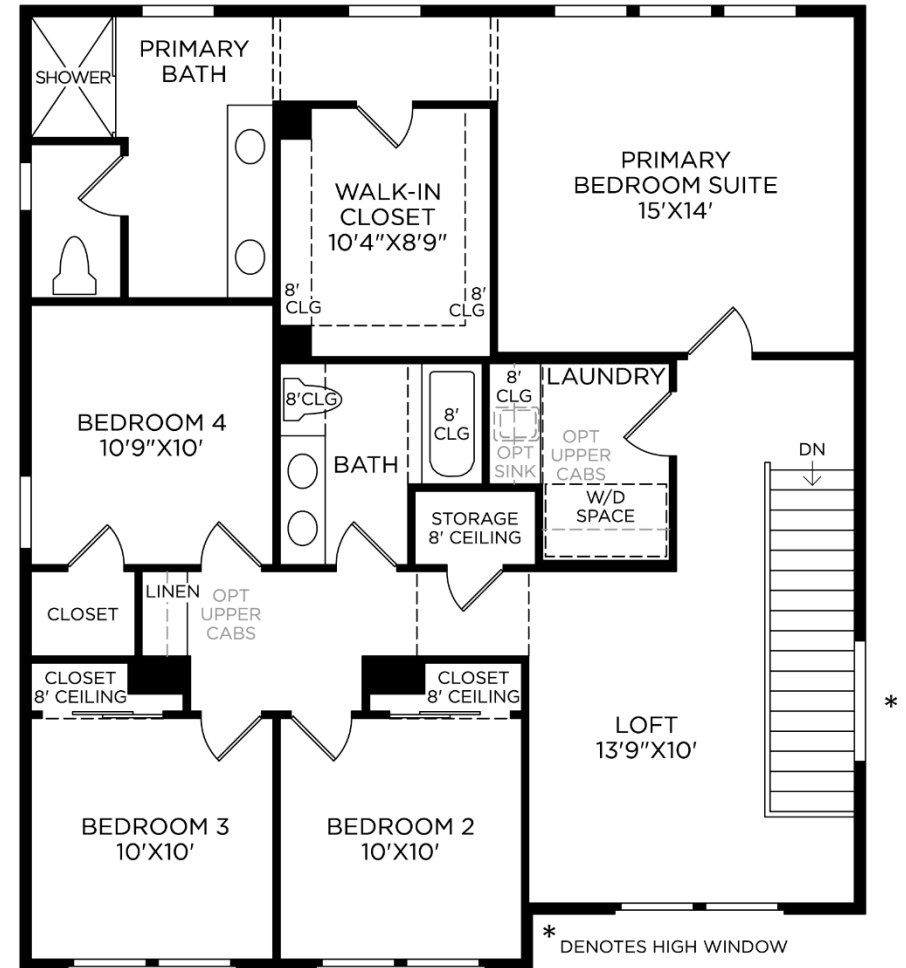 PRIMARY
BATH
SHOWER
WALK-IN
CLOSET
10'4"X8'9"
8'
CLG
8'
CLG
PRIMARY
BEDROOM SUITE
15'X14'
BEDROOM 4
10'9"X10'
8'CLG
BATH
8'
CLG
8'
CLG
OPT
SINK
LAUNDRY
OPT
UPPER
CABS
W/D
SPACE
DN
STORAGE
8' CEILING
CLOSET
LINEN
OPT
UPPER
CABS
CLOSET
8' CEILING
CLOSET
8' CEILING
LOFT
13'9"X10'
*
BEDROOM 3
10'X10'
BEDROOM 2
10'X10'
* DENOTES HIGH WINDOW